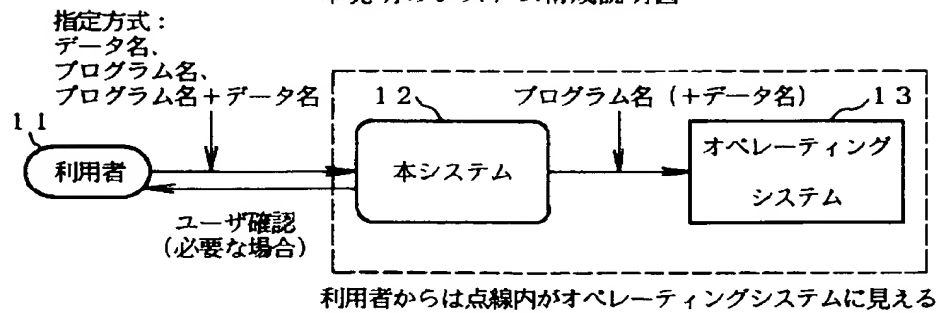 指定方式：
データ名、
プログラム名、
プログラム名＋データ名
１１
利用者
ユーザ確認
（必要な場合）
１２
本システム
プログラム名（＋データ名）
１３
オペレーティング
システム
利用者からは点線内がオペレーティングシステムに見える